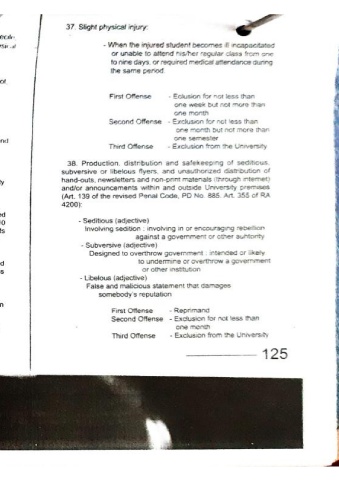 37. Slight physical injury:
- When the injured student becomes ill incapacitated
or unable to attend his/her regular class from one
to nine days, or required medical attendance during
the same period.
First Offense - Eclusion for not less than
one week but not more than
one month
Second Offense - Exclusion for not less than
one month but not more than
one semester
Third Offense - Exclusion from the University
38. Production, distribution and safekeeping of seditious,
subversive or libelous flyers, and unauthorized distribution of
hand-outs, newsletters and non-print materials (through internet)
and/or announcements within and outside University premises
(Art. 139 of the revised Penal Code, PD No. 885, Art. 355 of RA
4200):
- Seditious (adjective)
Involving sedition : involving in or encouraging rebellion
against a government or other auhtority
- Subversive (adjective)
Designed to overthrow government : intended or likely
to undermine or overthrow a government
or other institution
- Libelous (adjective)
False and malicious statement that damages
somebody's reputation
First Offense - Reprimand
Second Offense - Exclusion for not less than
one month
Third Offense - Exclusion from the University
125